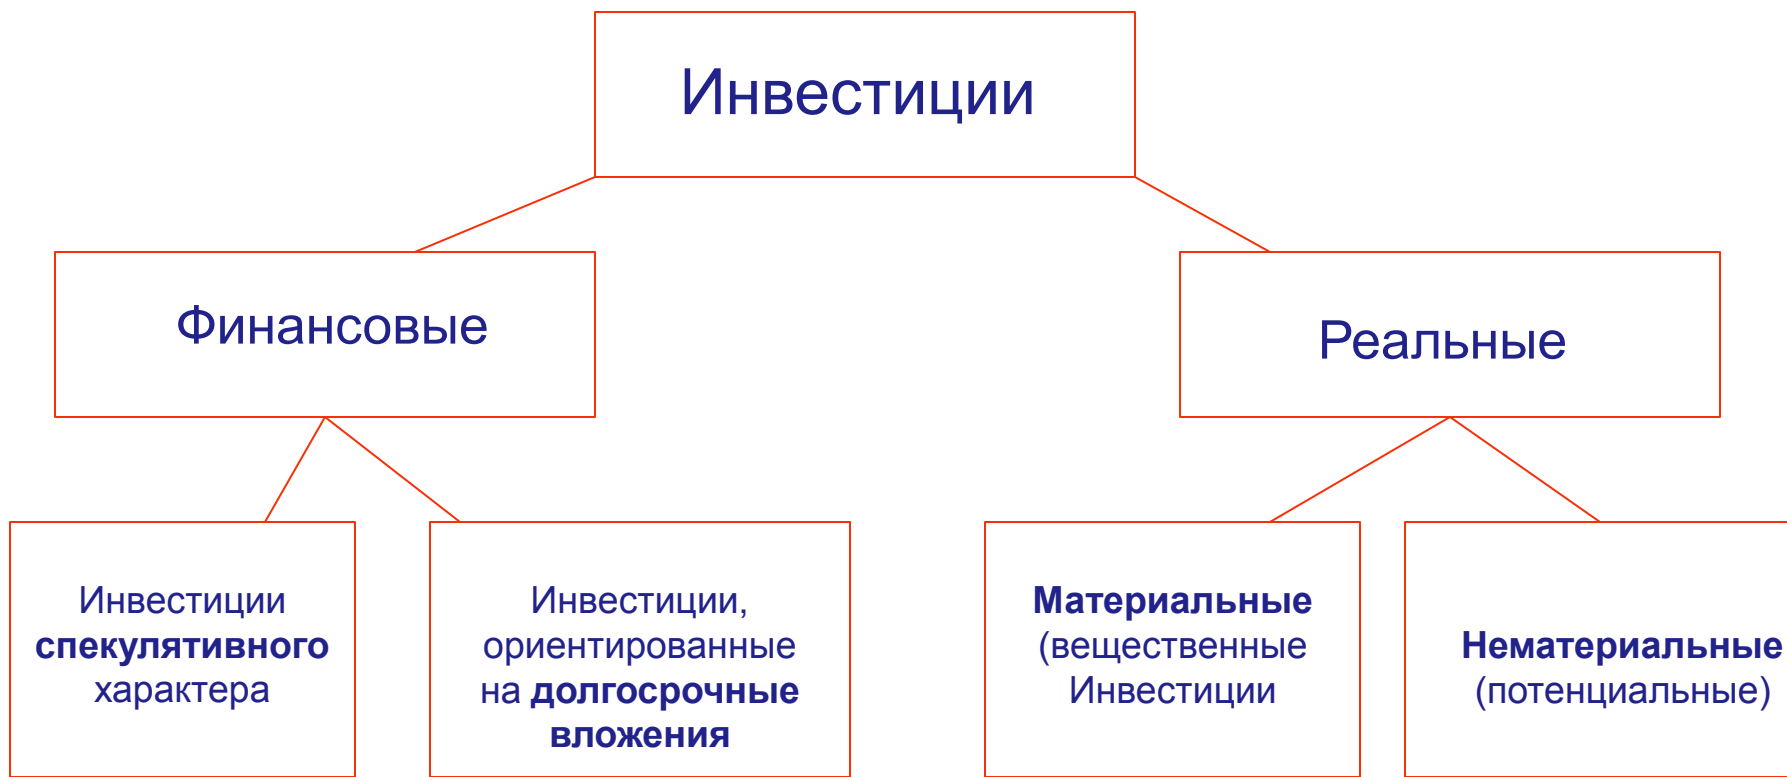 Инвестиции
Финансовые
Реальные
Инвестиции
спекулятивного
характера
Инвестиции,
ориентированные
на долгосрочные
вложения
Материальные
(вещественные
Инвестиции
Нематериальные
(потенциальные)